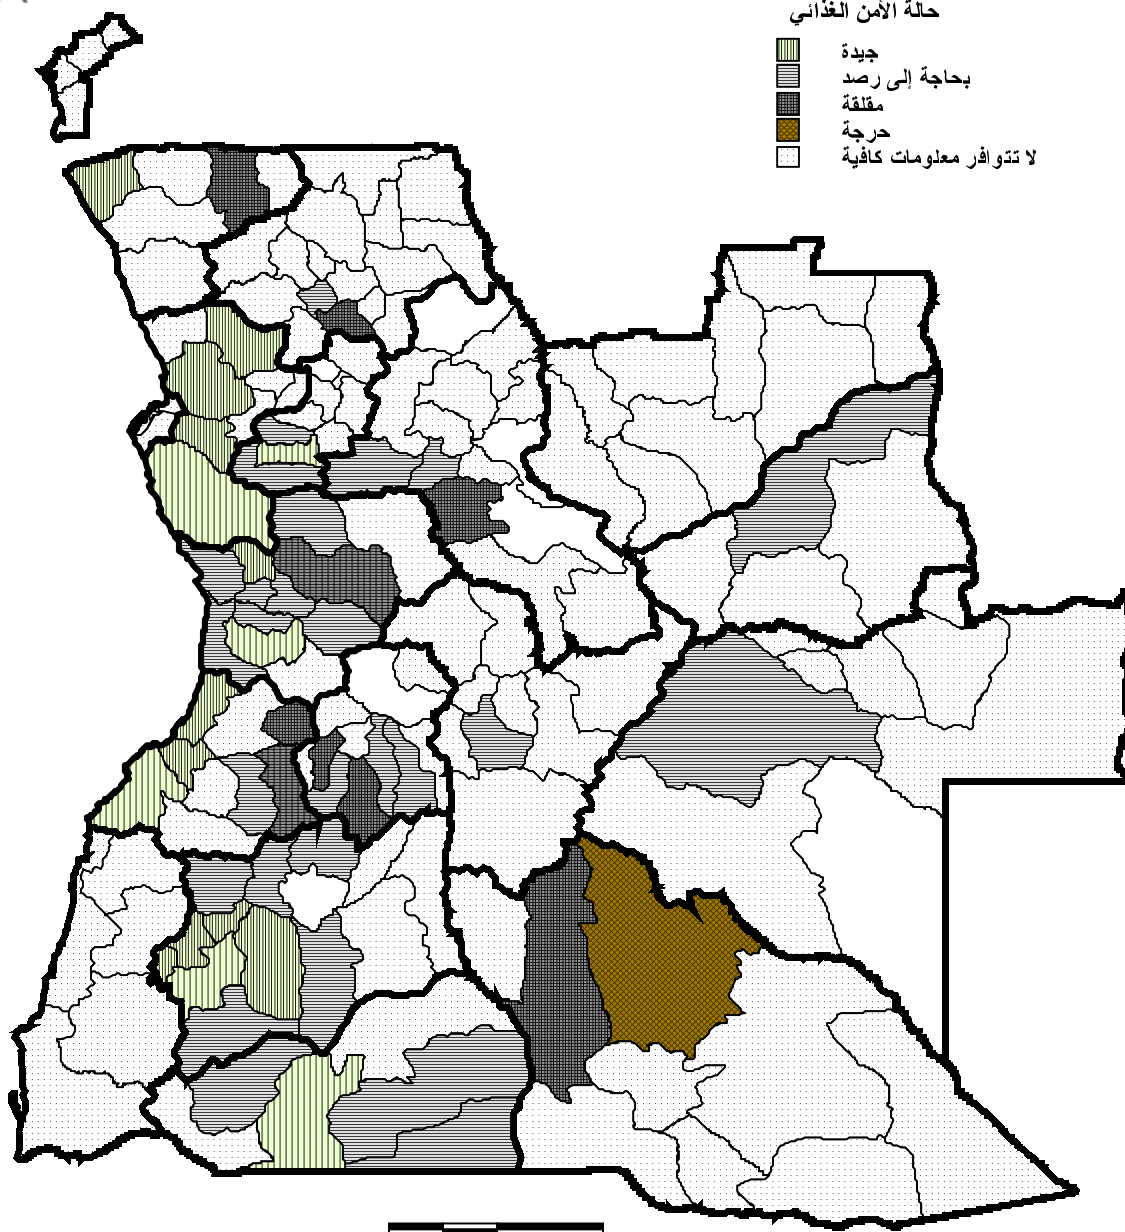 حالة الأمن الغذائي
جيدة
بحاجة إلى رصد
مقلقة
حرجة
لا تتوافر معلومات كافية